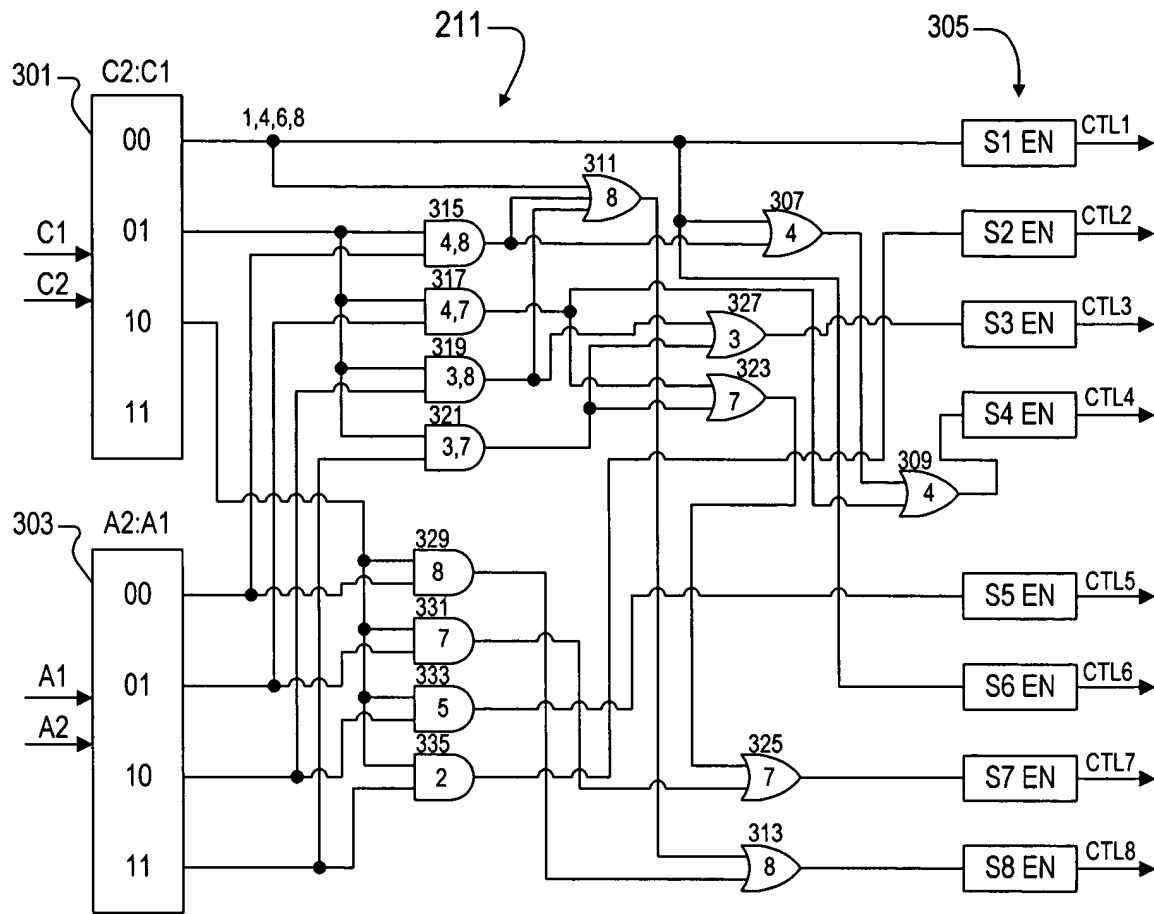 211
305
301
C2:C1
00
01
10
11
C1
C2
1,4,6,8
311
8
307
4
315
4,8
317
4,7
319
3,8
321
3,7
327
3
323
7
309
4
S1 EN
CTL1
S2 EN
CTL2
S3 EN
CTL3
S4 EN
CTL4
303
A2:A1
00
01
10
11
A1
A2
329
8
331
7
333
5
335
2
325
7
313
8
S5 EN
CTL5
S6 EN
CTL6
S7 EN
CTL7
S8 EN
CTL8